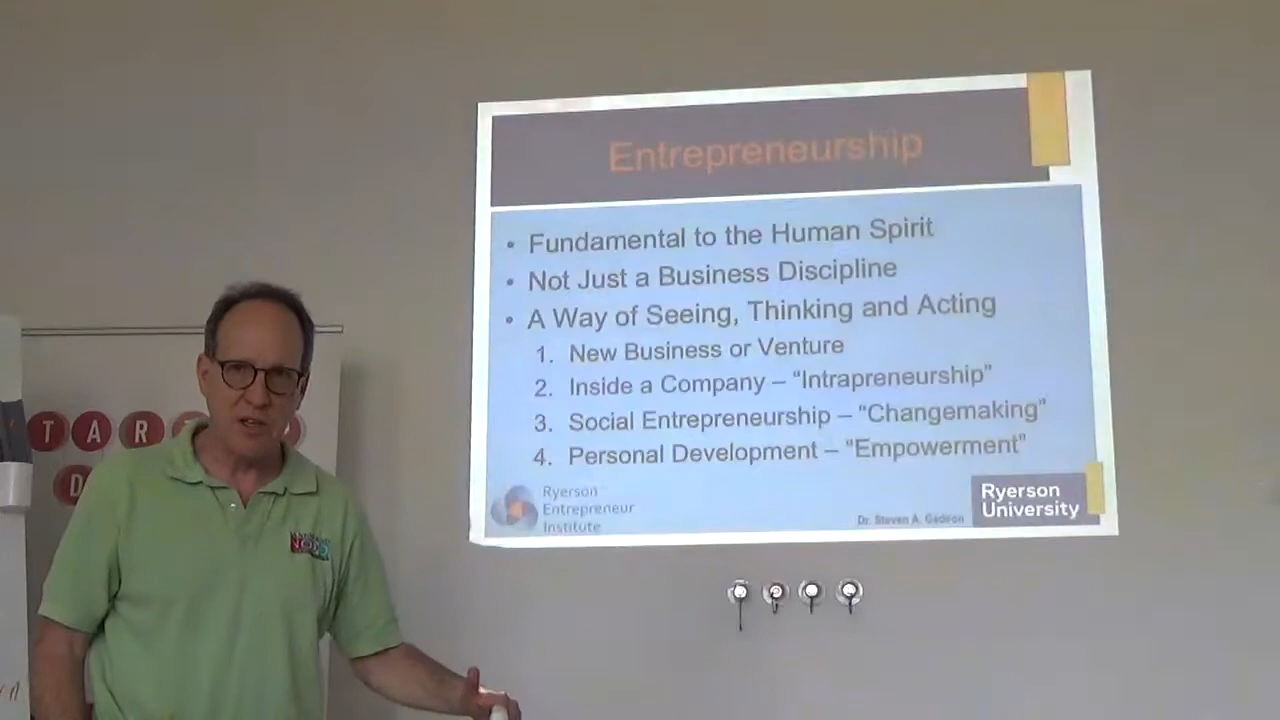 Entrepreneurship
• Fundamental to the Human Spirit
• Not Just a Business Discipline
• A Way of Seeing, Thinking and Acting
1. New Business or Venture
2. Inside a Company – “Intrapreneurship”
3. Social Entrepreneurship – “Changemaking”
4. Personal Development – “Empowerment”
Ryerson
Entrepreneur
Institute
Dr. Steven A. Gedeon
Ryerson
University
TAR
D